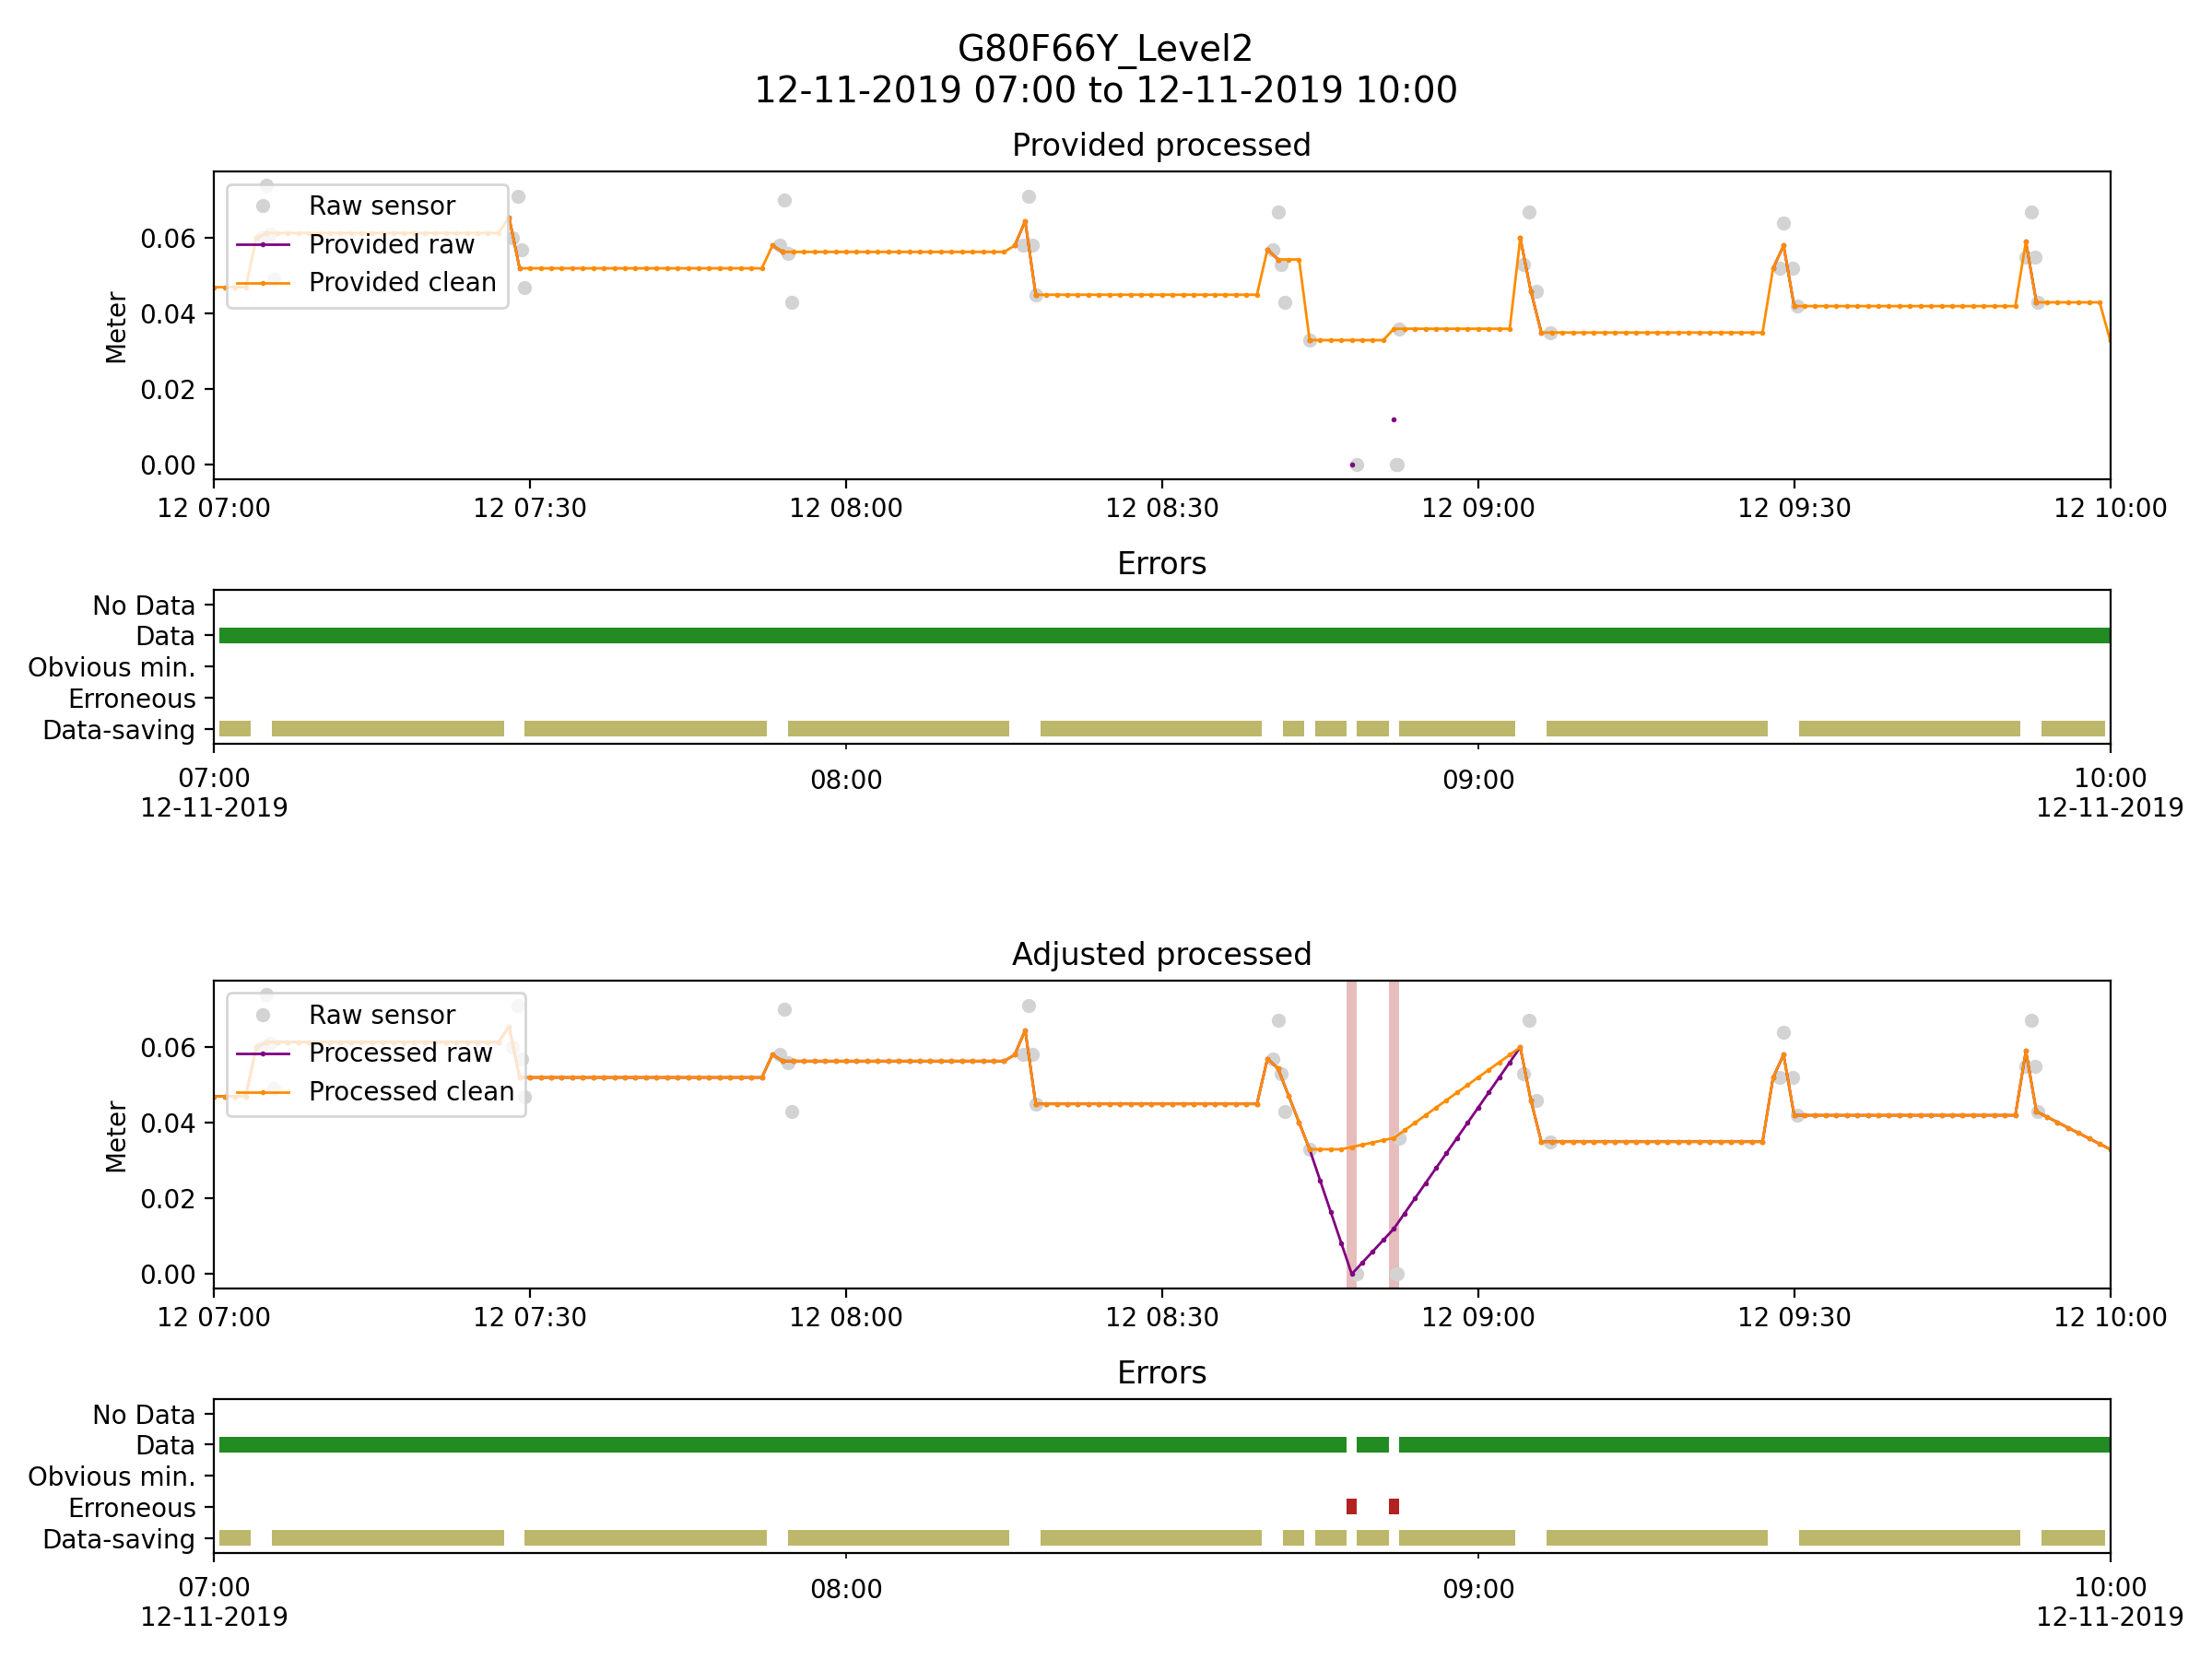 G80F66Y_Level2
12-11-2019 07:00 to 12-11-2019 10:00
Provided processed
Raw sensor
Provided raw
Provided clean
Meter
0.06
0.04
0.02
0.00
12 07:00 12 07:30 12 08:00 12 08:30 12 09:00 12 09:30 12 10:00
Errors
No Data
Data
Obvious min.
Erroneous
Data-saving
07:00 08:00 09:00 10:00
12-11-2019 12-11-2019
Adjusted processed
Raw sensor
Processed raw
Processed clean
Meter
0.06
0.04
0.02
0.00
12 07:00 12 07:30 12 08:00 12 08:30 12 09:00 12 09:30 12 10:00
Errors
No Data
Data
Obvious min.
Erroneous
Data-saving
07:00 08:00 09:00 10:00
12-11-2019 12-11-2019